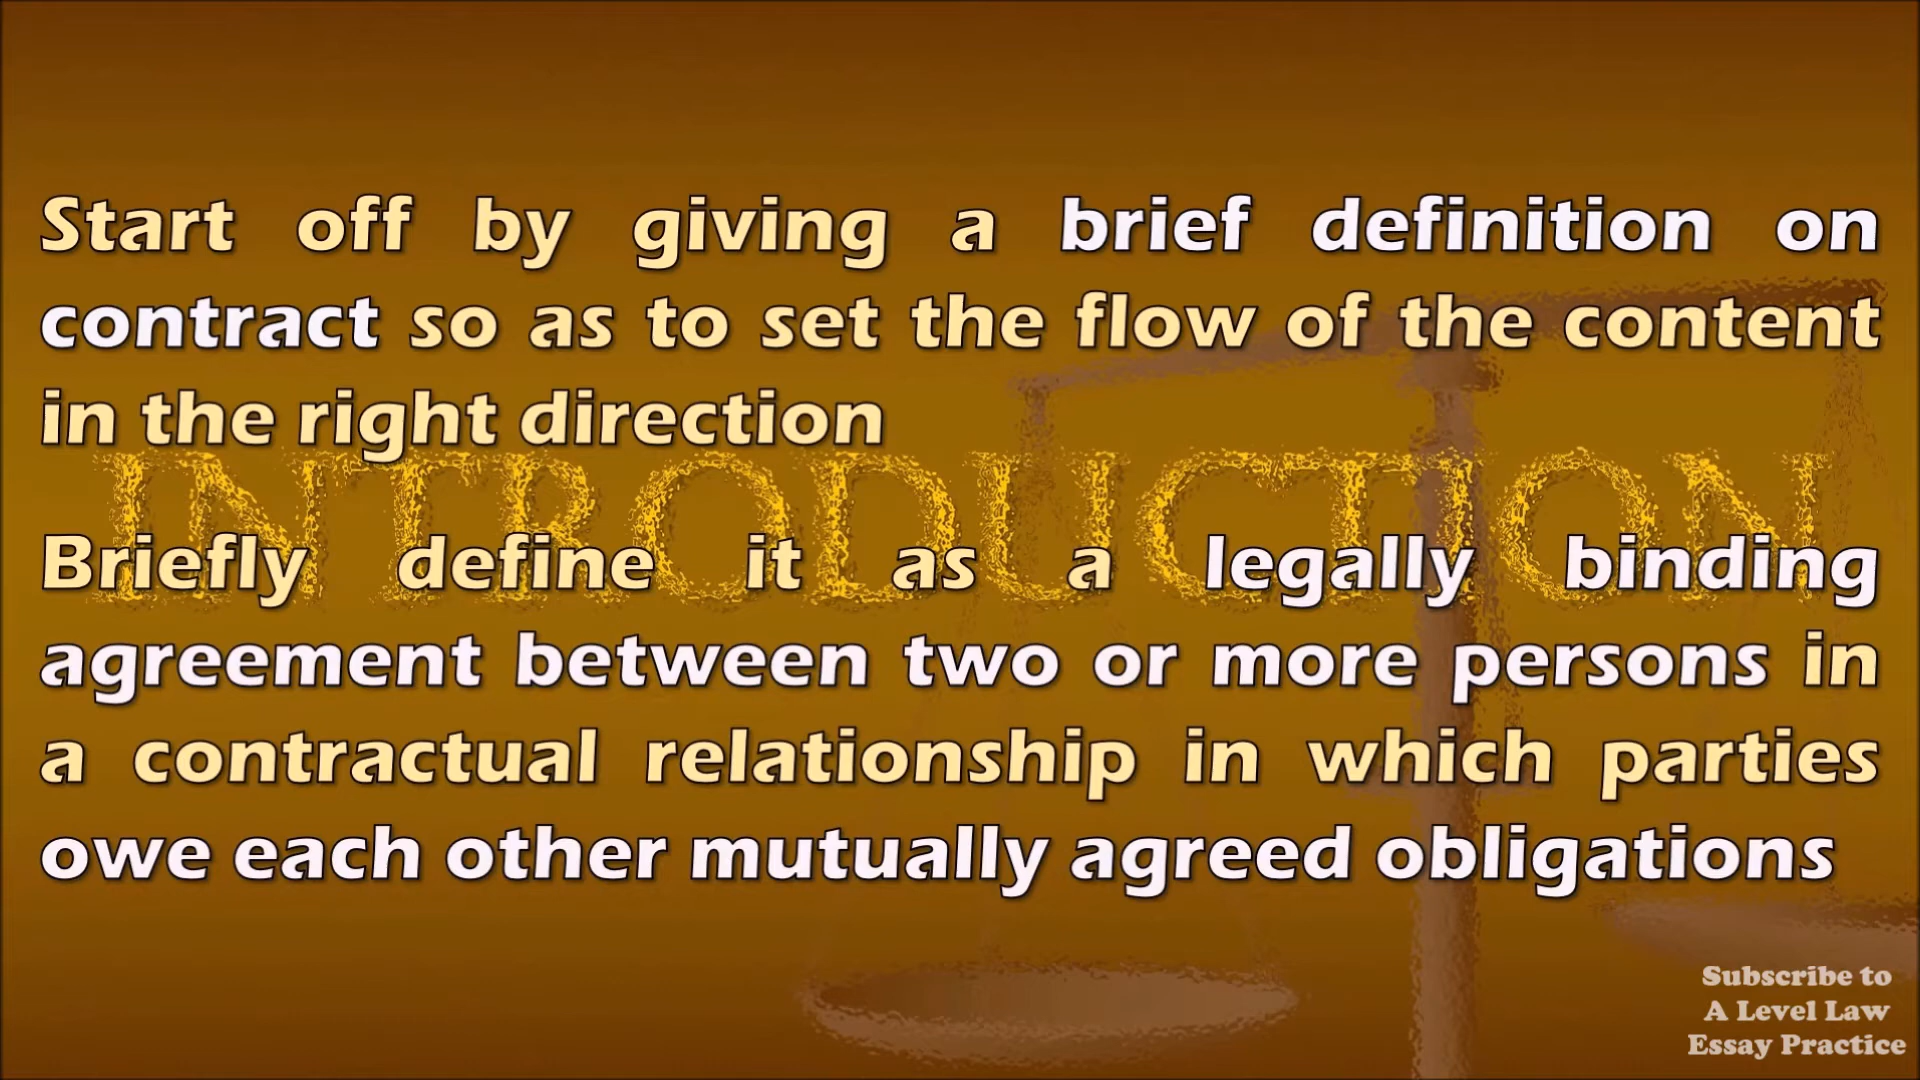 Start off by giving a brief definition on
contract so as to set the flow of the content
in the right direction
INTRODUCTION
Briefly define it as a legally binding
agreement between two or more persons in
a contractual relationship in which parties
owe each other mutually agreed obligations
Subscribe to
A Level Law
Essay Practice